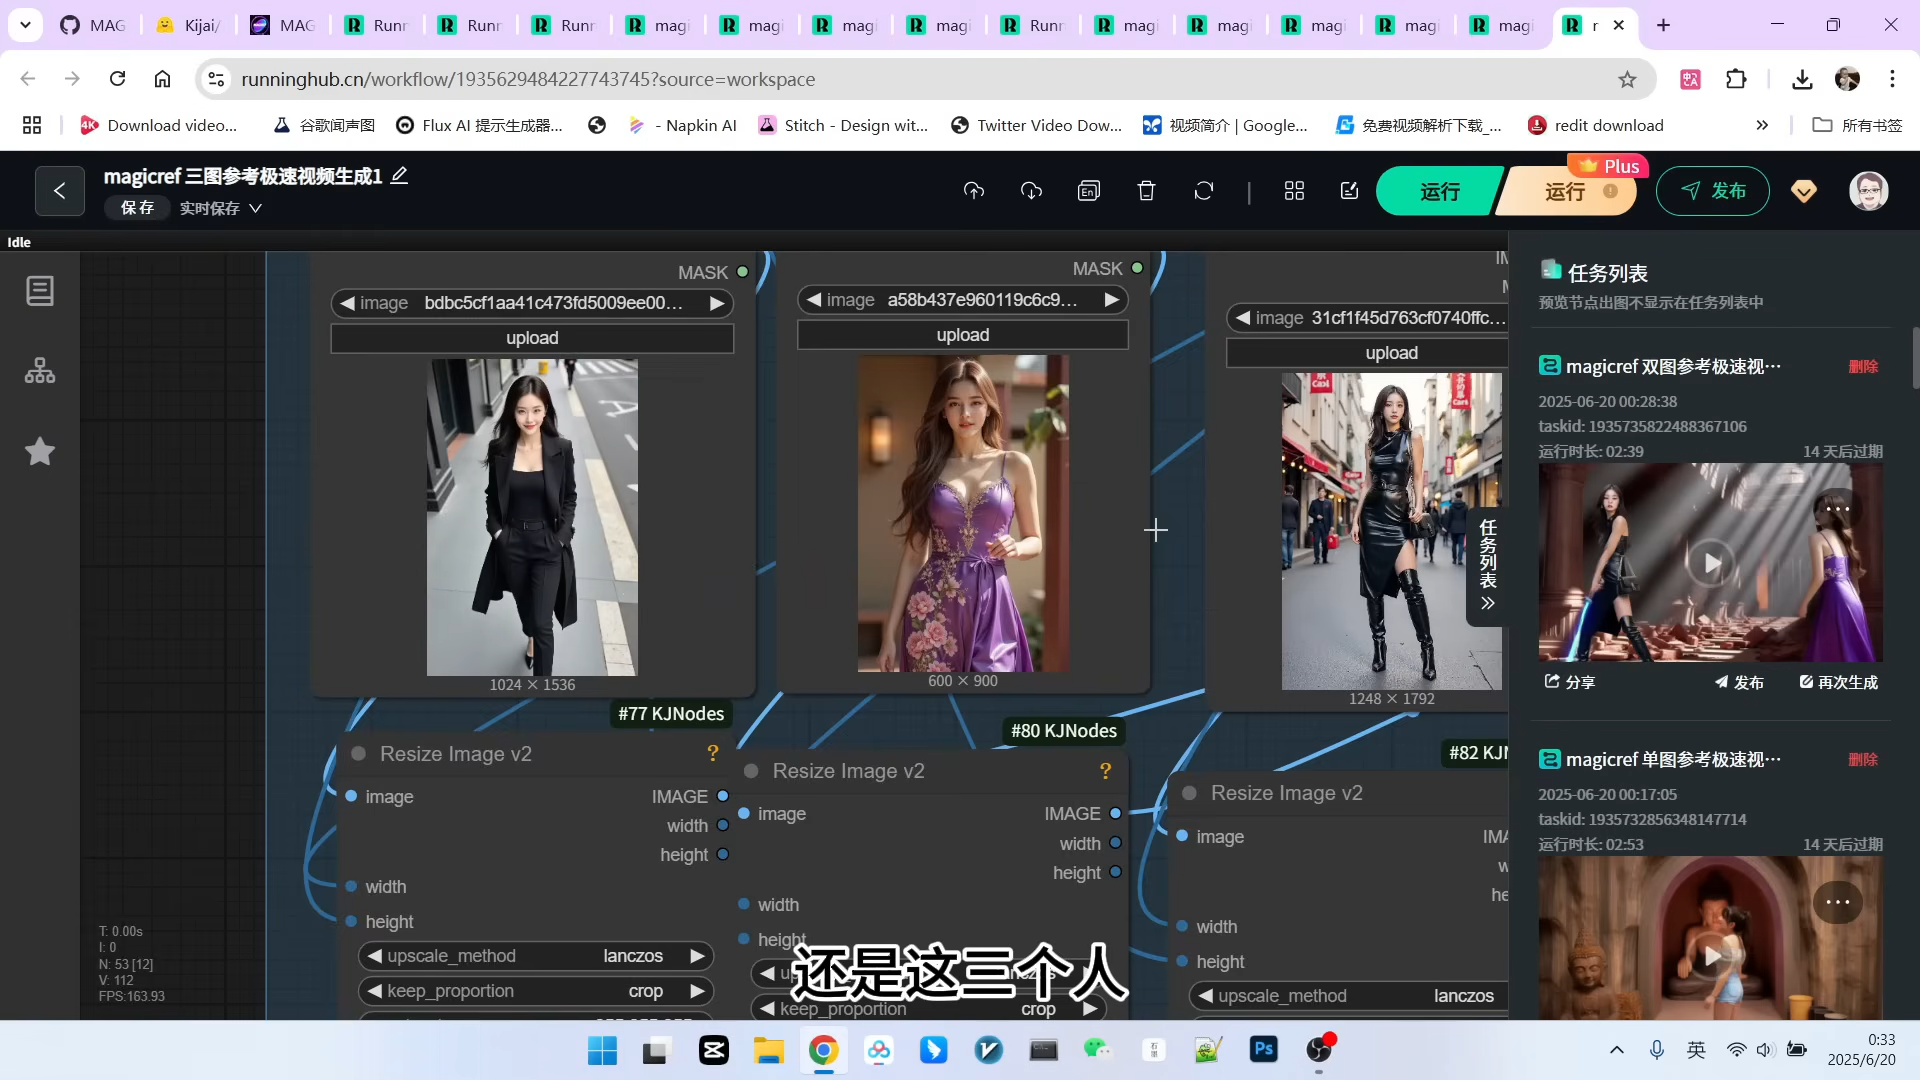 MAG
Kijai/
MAG
Runn
Runn
Runn
magi
magi
magi
magi
Runn
magi
magi
magi
magi
magi
r
runninghub.cn/workflow/1935629484227743745?source=workspace
Download video...
谷歌闻声图
Flux AI 提示生成器...
- Napkin AI
Stitch - Design wit...
Twitter Video Dow...
视频简介 | Google...
免费视频解析下载_...
redit download
所有书签
magicref 三图参考极速视频生成1
保存
实时保存
En
运行
运行
Plus
发布
Idle
MASK
image bdbc5cf1aa41c473fd5009ee00...
upload
1024 × 1536
MASK
image a58b437e960119c6c9...
upload
600 × 900
image 31cf1f45d763cf0740ffc...
upload
1248 × 1792
#77 KJNodes
Resize Image v2 ?
image
IMAGE
width
height
width
height
upscale_method lanczos
keep_proportion crop
#80 KJNodes
Resize Image v2 ?
image
IMAGE
width
height
width
height
keep_proportion crop
#82 KJN
Resize Image v2
image
IMA
width
height
upscale_method lanczos
还是这三个人
T: 0.00s
I: 0
N: 53 [12]
V: 112
FPS:163.93
任务列表
任务列表
预览节点出图不显示在任务列表中
magicref 双图参考极速视...
删除
2025-06-20 00:28:38
taskid: 1935735822488367106
运行时长: 02:39
14 天后过期
分享
发布
再次生成
magicref 单图参考极速视...
删除
2025-06-20 00:17:05
taskid: 1935732856348147714
运行时长: 02:53
14 天后过期
Ps
英
0:33
2025/6/20